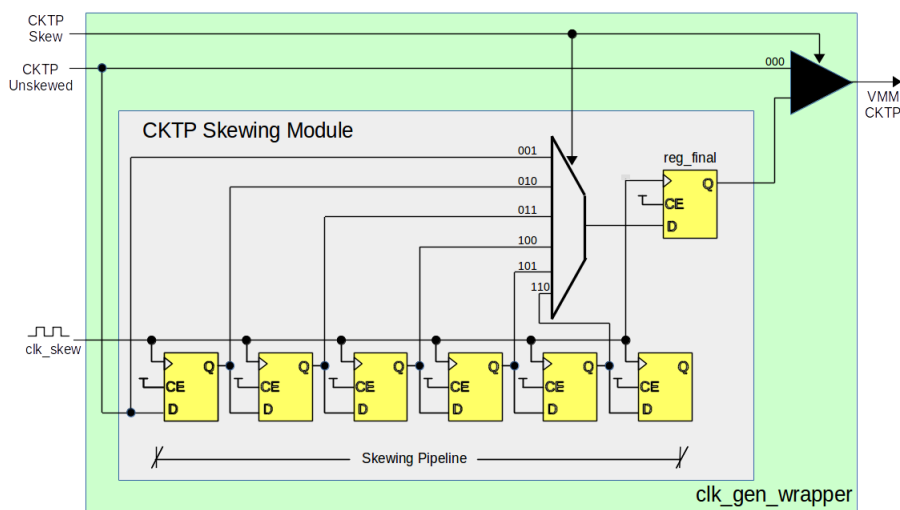 CKTP
Skew
CKTP
Unskewed
000
VMM
CKTP
CKTP Skewing Module
001
010
011
100
101
110
reg_final
Q
CE
D
clk_skew
Q Q Q Q Q Q
CE CE CE CE CE CE
D D D D D D
Skewing Pipeline
clk_gen_wrapper